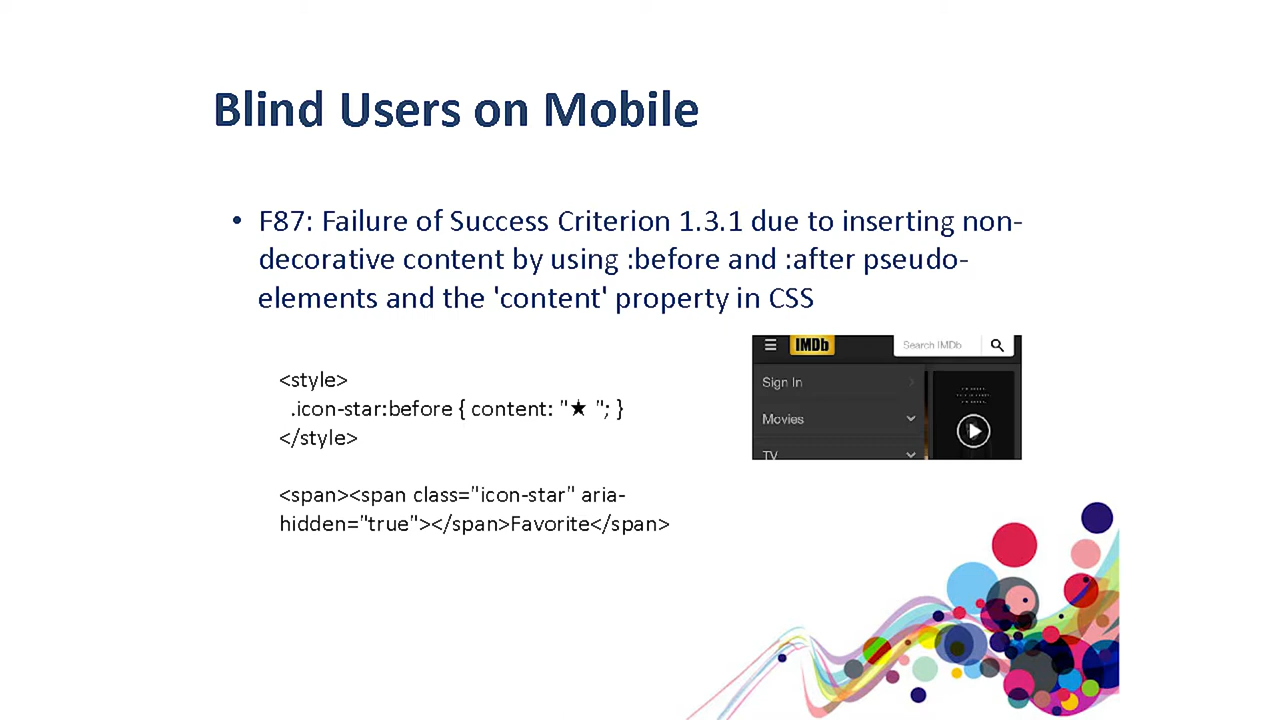 Blind Users on Mobile
• F87: Failure of Success Criterion 1.3.1 due to inserting non-
decorative content by using :before and :after pseudo-
elements and the 'content' property in CSS
<style>
.icon-star:before { content: "★ "; }
</style>
<span><span class="icon-star" aria-
hidden="true"></span>Favorite</span>
IMDb
Search IMDb
Sign In
Movies
TV